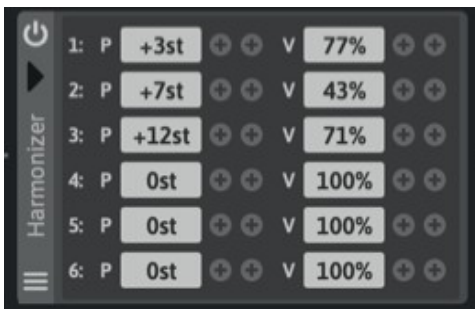 Harmonizer
1: P +3st V 77%
2: P +7st V 43%
3: P +12st V 71%
4: P 0st V 100%
5: P 0st V 100%
6: P 0st V 100%